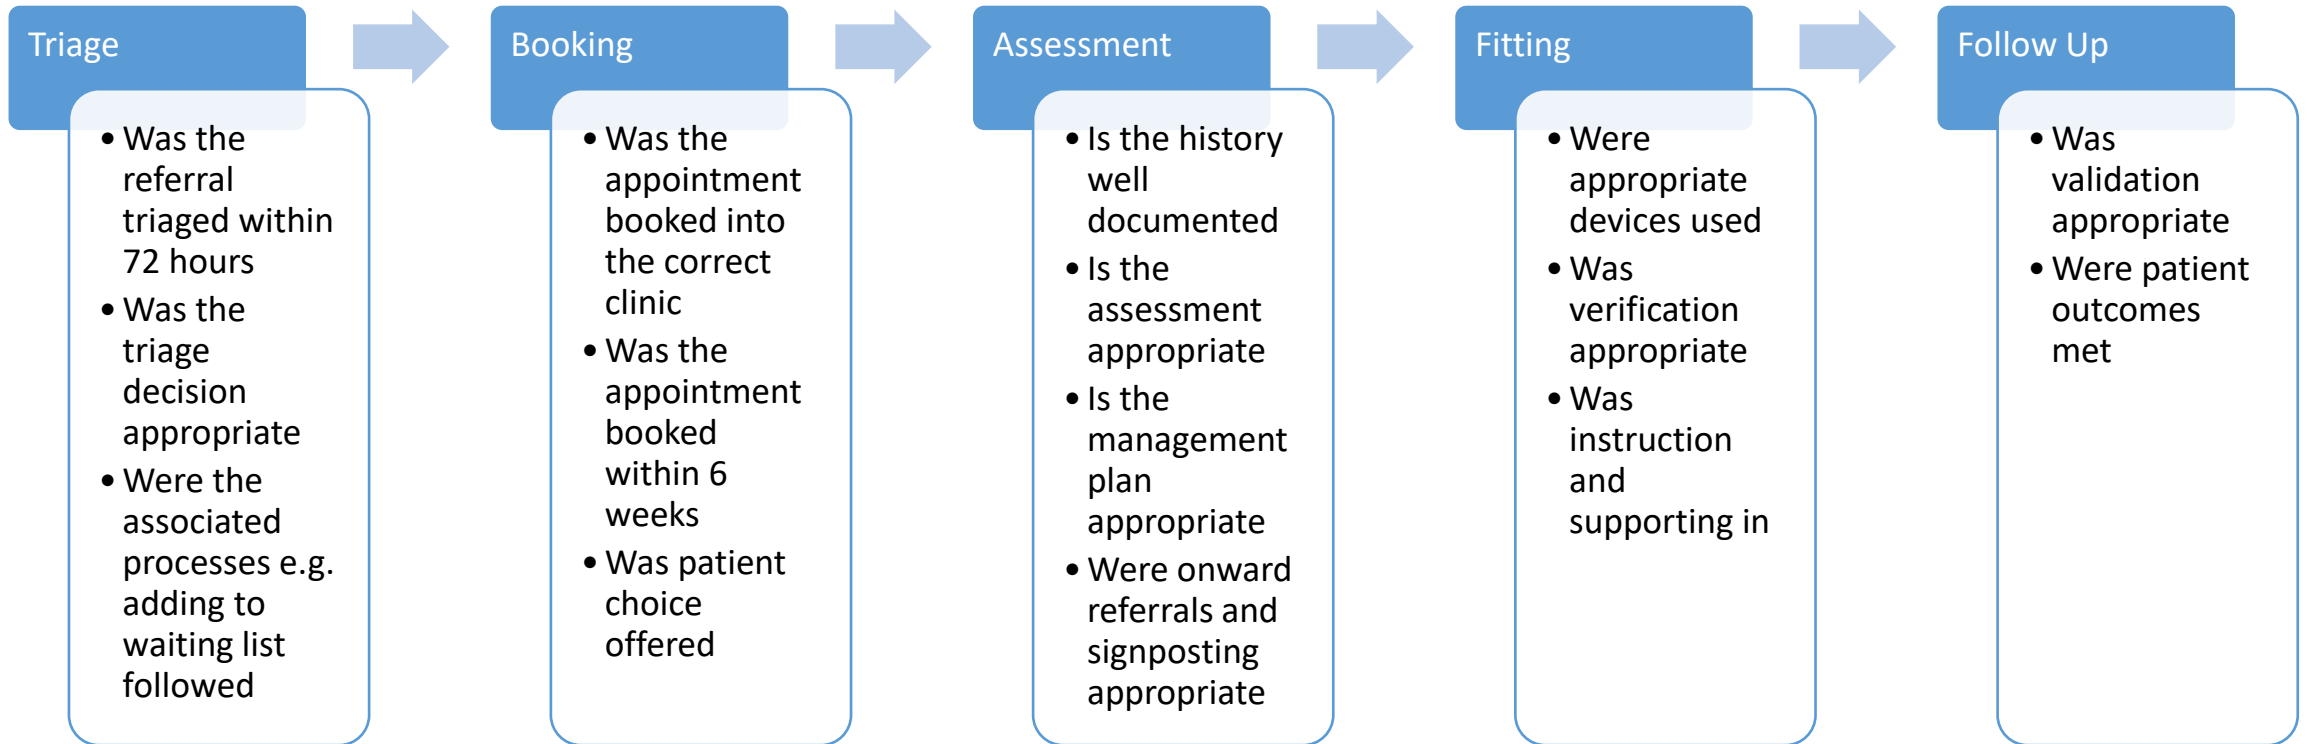 Triage
• Was the
referral
triaged within
72 hours
• Was the
triage
decision
appropriate
• Were the
associated
processes e.g.
adding to
waiting list
followed
Booking
• Was the
appointment
booked into
the correct
clinic
• Was the
appointment
booked
within 6
weeks
• Was patient
choice
offered
Assessment
• Is the history
well
documented
• Is the
assessment
appropriate
• Is the
management
plan
appropriate
• Were onward
referrals and
signposting
appropriate
Fitting
• Were
appropriate
devices used
• Was
verification
appropriate
• Was
instruction
and
supporting in
Follow Up
• Was
validation
appropriate
• Were patient
outcomes
met